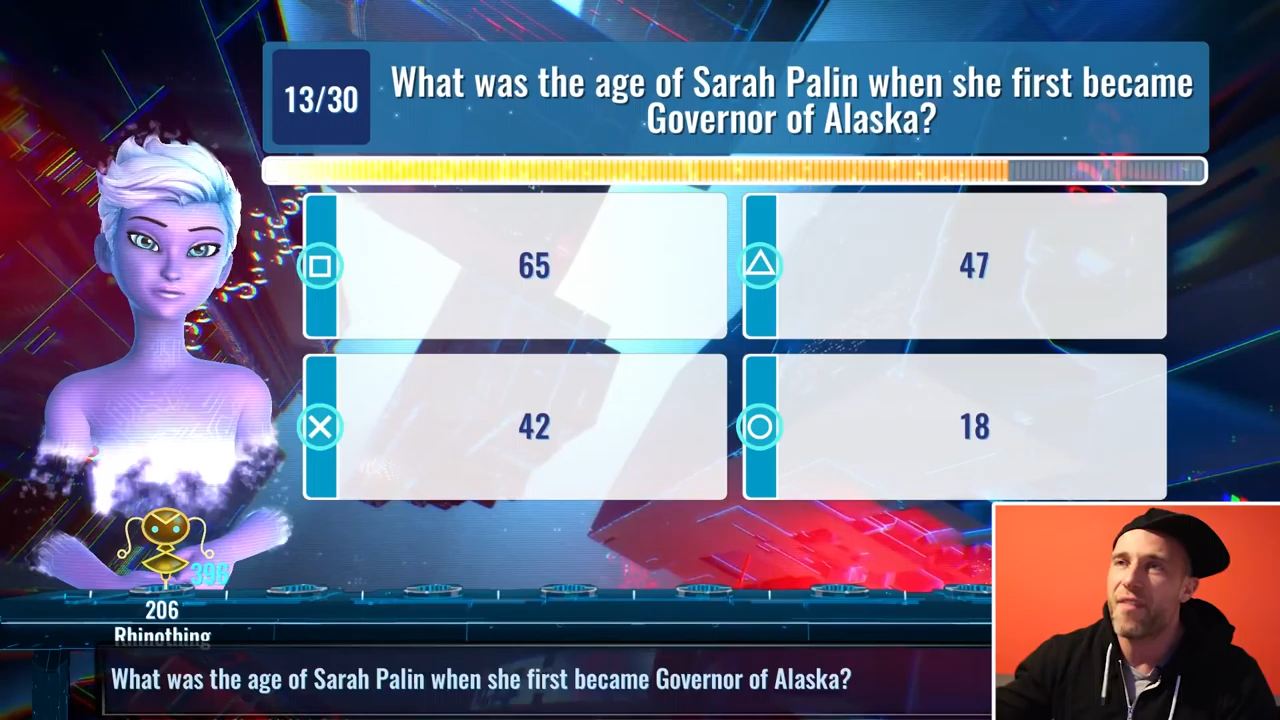 13/30
What was the age of Sarah Palin when she first became
Governor of Alaska?
65
47
42
18
396
206
Rhinothing
What was the age of Sarah Palin when she first became Governor of Alaska?